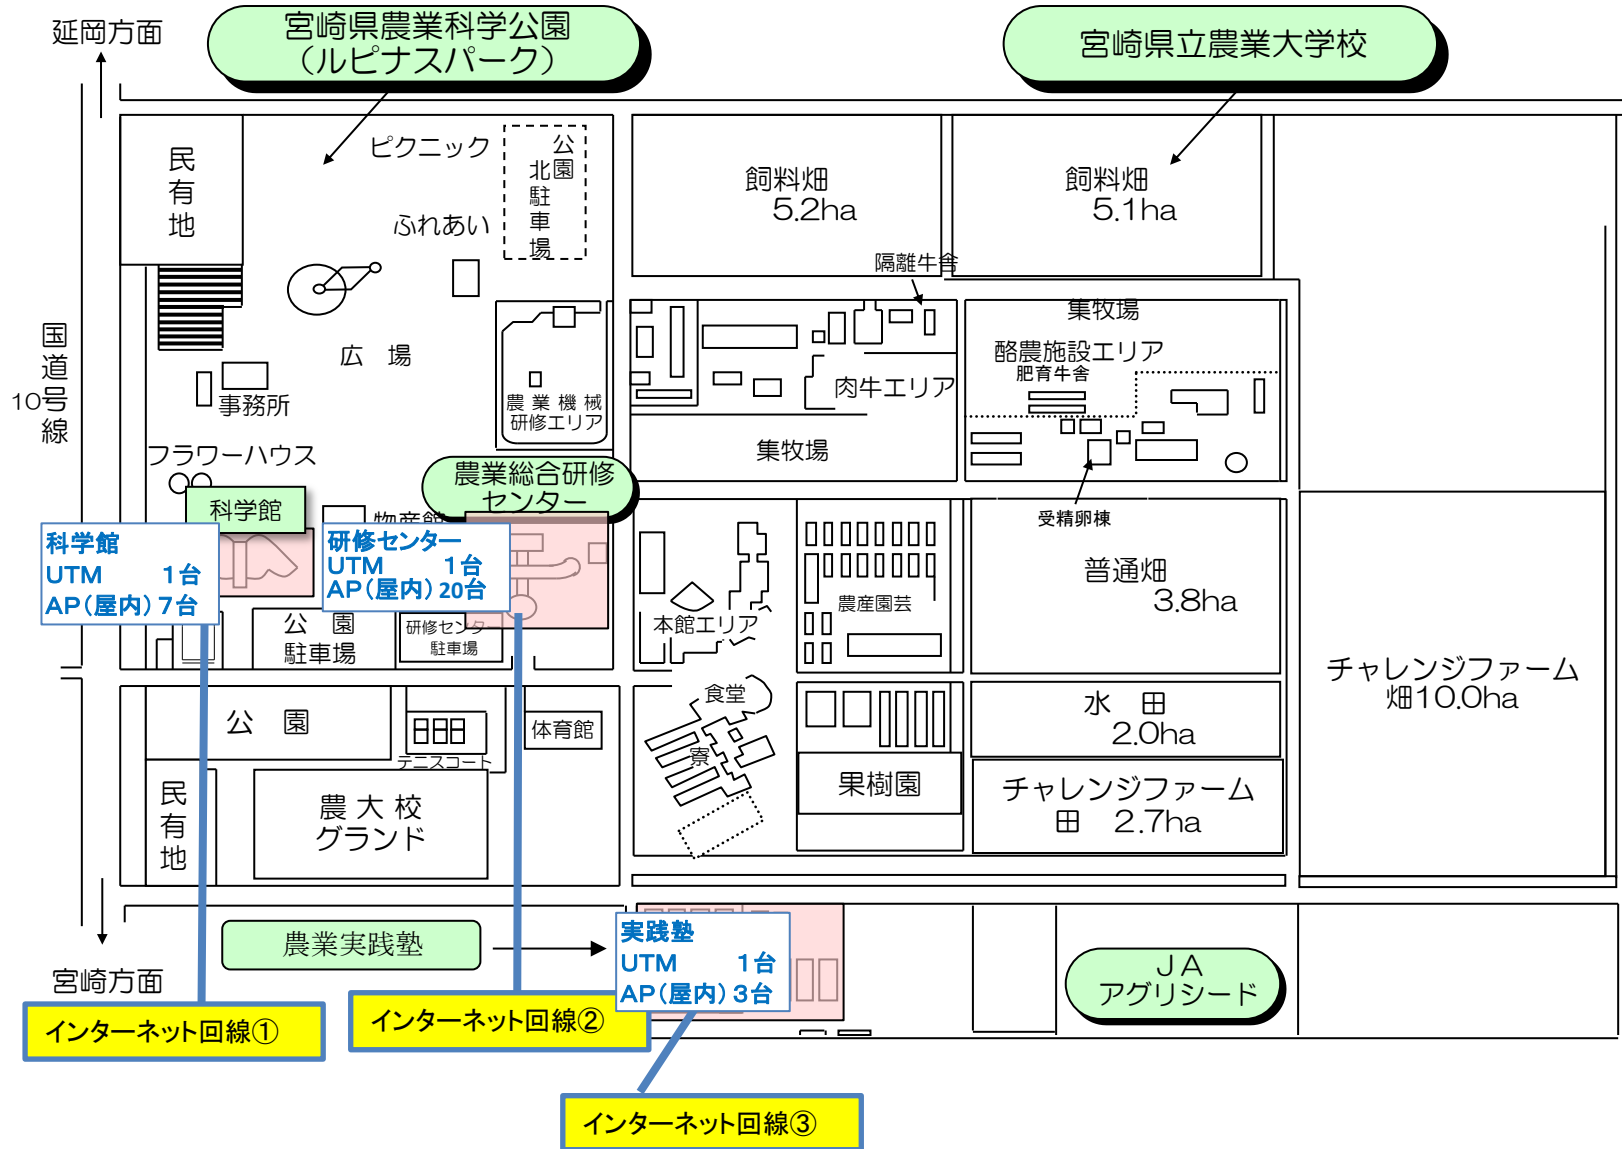 延岡方面
宮崎県農業科学公園
（ルピナスパーク）
宮崎県立農業大学校
民有地
ピクニック
公園
北駐車場
ふれあい
飼料畑
5.2ha
飼料畑
5.1ha
隔離牛舎
国道
10号線
広　場
事務所
農業機械
研修エリア
肉牛エリア
集牧場
集牧場
酪農施設エリア
肥育牛舎
フラワーハウス
科学館
物産館
農業総合研修
センター
受精卵棟
科学館
UTM　1台
AP（屋内）7台
研修センター
UTM　1台
AP（屋内）20台
公　園
駐車場
研修センター
駐車場
本館エリア
農産園芸
普通畑
3.8ha
チャレンジファーム
畑10.0ha
公　園
テニスコート
体育館
食堂
寮
水　田
2.0ha
果樹園
チャレンジファーム
田　2.7ha
民有地
農大校
グランド
宮崎方面
農業実践塾
実践塾
UTM　1台
AP（屋内）3台
JA
アグリシード
インターネット回線①
インターネット回線②
インターネット回線③